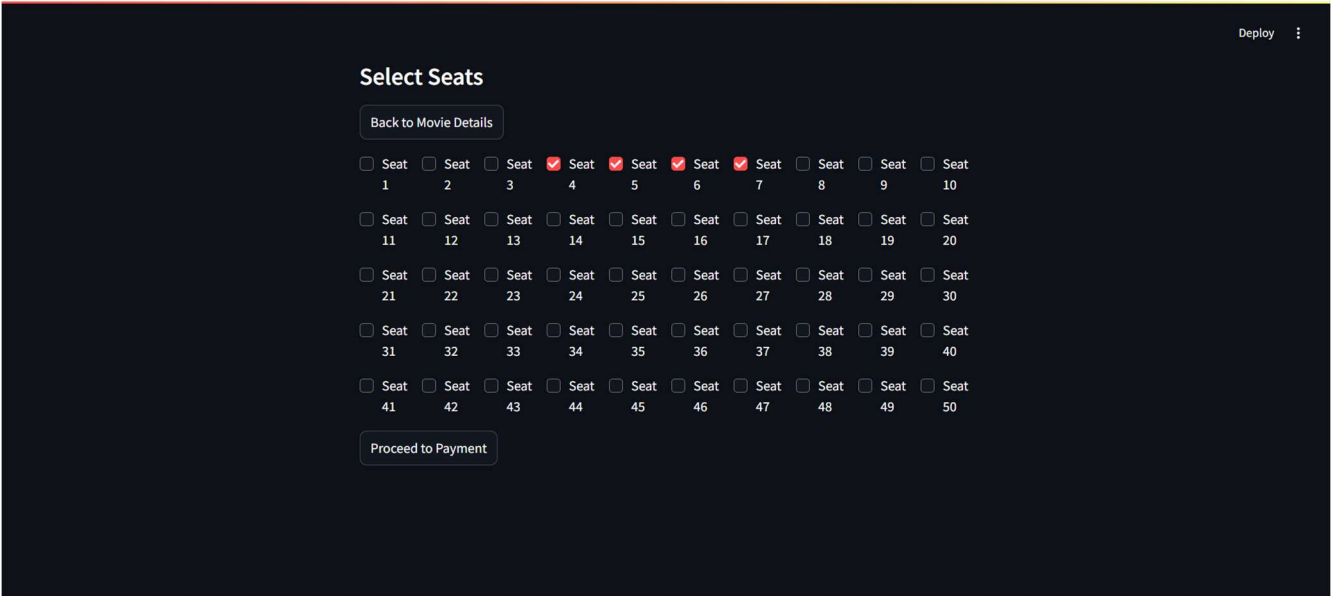 Deploy
Select Seats
Back to Movie Details
Seat Seat Seat Seat Seat Seat Seat Seat Seat Seat
1 2 3 4 5 6 7 8 9 10
Seat Seat Seat Seat Seat Seat Seat Seat Seat Seat
11 12 13 14 15 16 17 18 19 20
Seat Seat Seat Seat Seat Seat Seat Seat Seat Seat
21 22 23 24 25 26 27 28 29 30
Seat Seat Seat Seat Seat Seat Seat Seat Seat Seat
31 32 33 34 35 36 37 38 39 40
Seat Seat Seat Seat Seat Seat Seat Seat Seat Seat
41 42 43 44 45 46 47 48 49 50
Proceed to Payment